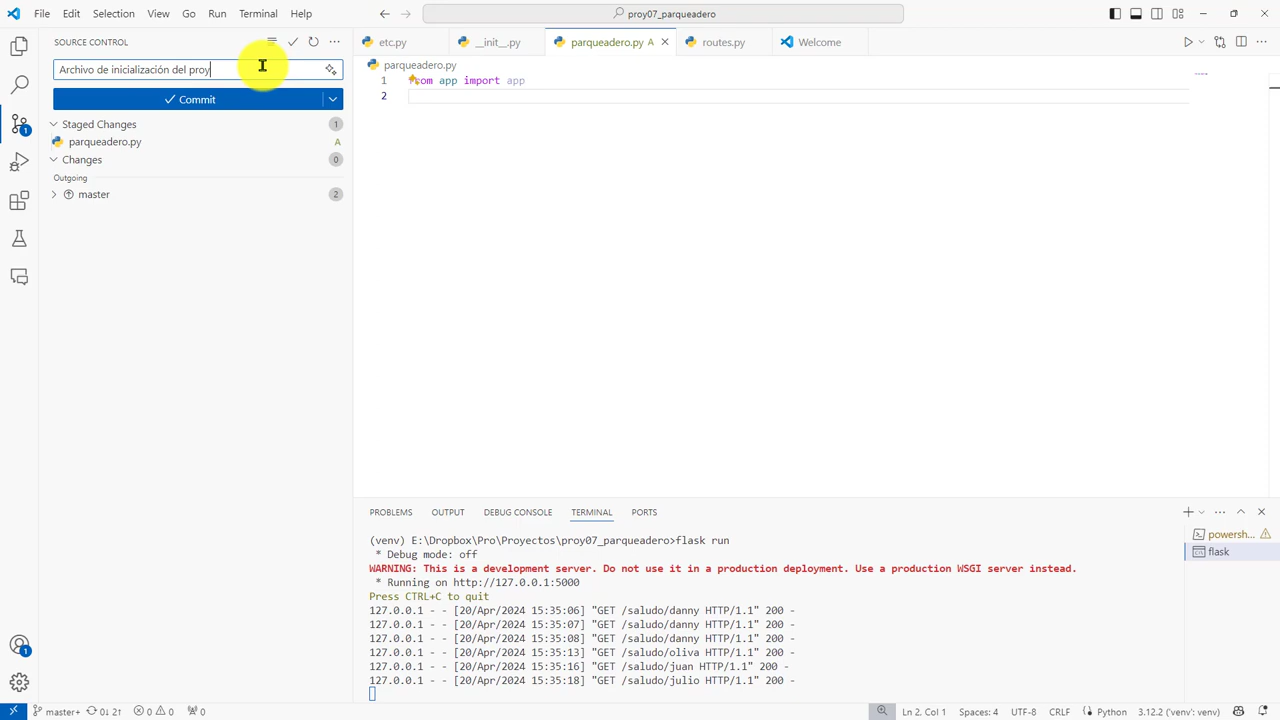 File Edit Selection View Go Run Terminal Help
proy07_parqueadero
SOURCE CONTROL
etc.py
__init__.py
parqueadero.py A
routes.py
Welcome
Archivo de inicialización del proy
Commit
Staged Changes 1
parqueadero.py A
Changes 0
Outgoing
master 2
1
1
parqueadero.py
1 from app import app
2
PROBLEMS OUTPUT DEBUG CONSOLE TERMINAL PORTS
(venv) E:\Dropbox\Pro\Proyectos\proy07_parqueadero>flask run
* Debug mode: off
WARNING: This is a development server. Do not use it in a production deployment. Use a production WSGI server instead.
* Running on http://127.0.0.1:5000
Press CTRL+C to quit
127.0.0.1 - - [20/Apr/2024 15:35:06] "GET /saludo/danny HTTP/1.1" 200 -
127.0.0.1 - - [20/Apr/2024 15:35:07] "GET /saludo/danny HTTP/1.1" 200 -
127.0.0.1 - - [20/Apr/2024 15:35:08] "GET /saludo/danny HTTP/1.1" 200 -
127.0.0.1 - - [20/Apr/2024 15:35:13] "GET /saludo/oliva HTTP/1.1" 200 -
127.0.0.1 - - [20/Apr/2024 15:35:16] "GET /saludo/juan HTTP/1.1" 200 -
127.0.0.1 - - [20/Apr/2024 15:35:18] "GET /saludo/julio HTTP/1.1" 200 -
powersh...
flask
master+ 0↓ 2↑ 0 0 0
Ln 2, Col 1 Spaces: 4 UTF-8 CRLF Python 3.12.2 ('venv': venv)